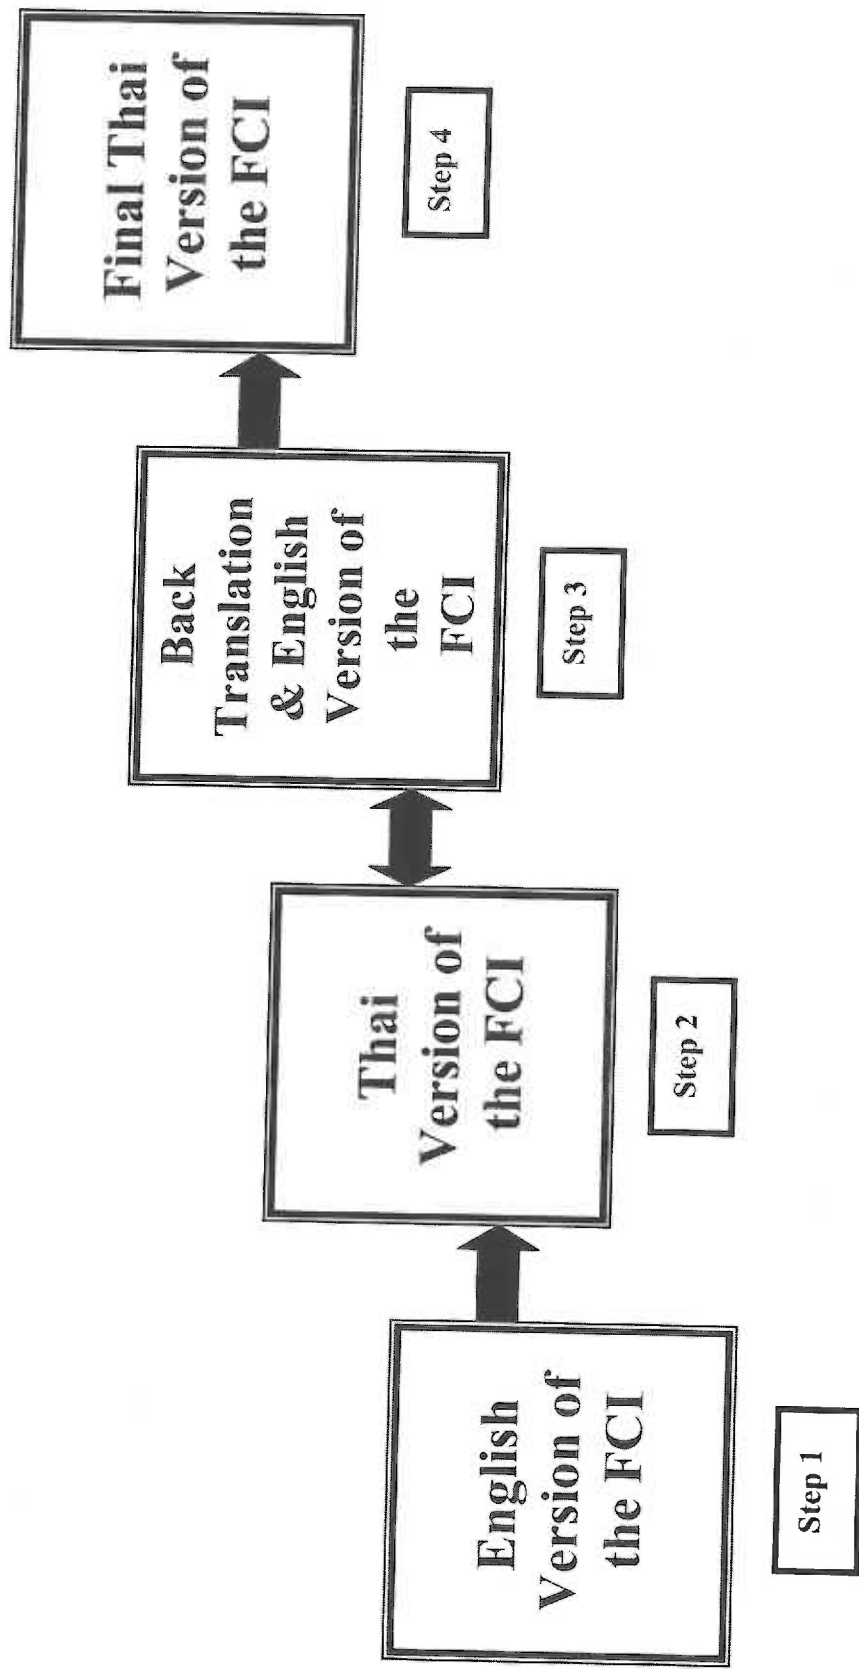 English
Version of
the FCI
Step 1
Thai
Version of
the FCI
Step 2
Back
Translation
& English
Version of
the
FCI
Step 3
Final Thai
Version of
the FCI
Step 4